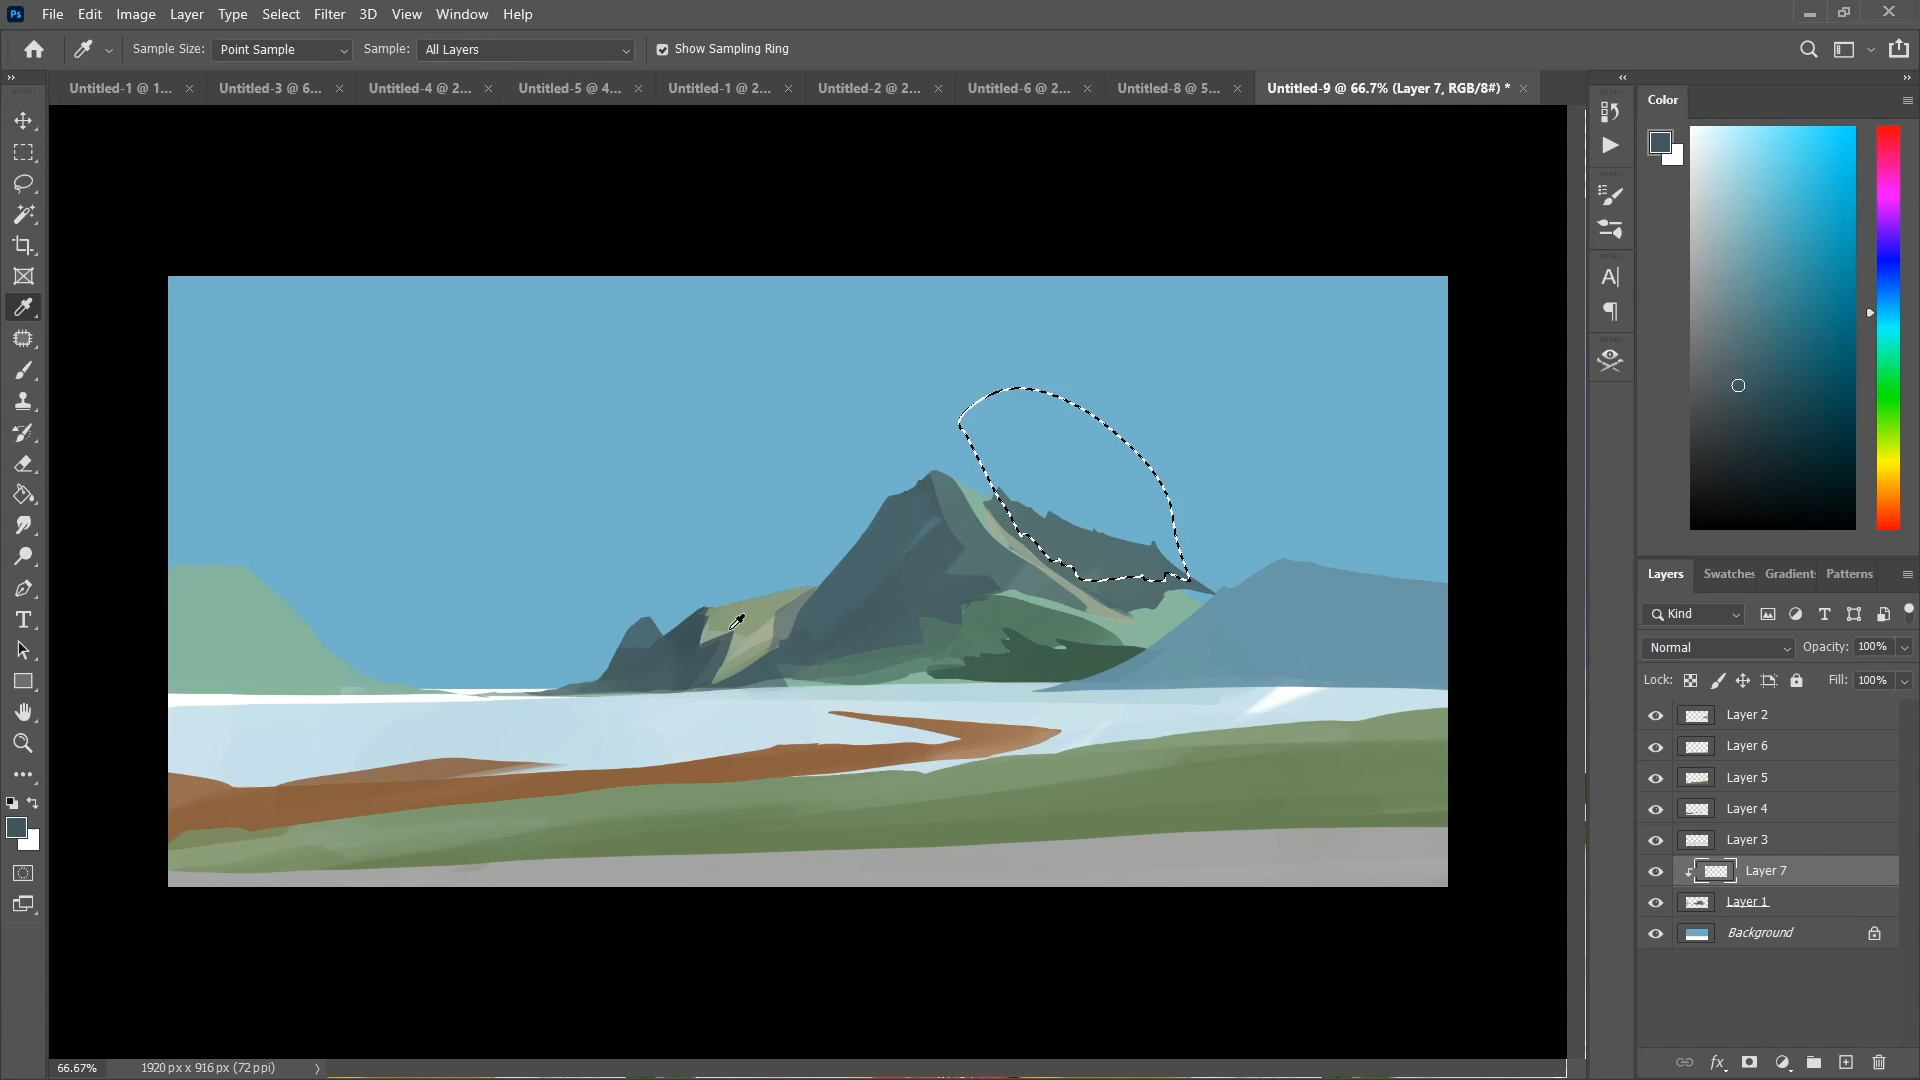 Ps File Edit Image Layer Type Select Filter 3D View Window Help
Sample Size: Point Sample Sample: All Layers Show Sampling Ring
Untitled-1 @ 1... Untitled-3 @ 6... Untitled-4 @ 2... Untitled-5 @ 4... Untitled-1 @ 2... Untitled-2 @ 2... Untitled-6 @ 2... Untitled-8 @ 5... Untitled-9 @ 66.7% (Layer 7, RGB/8#) *
Color
Layers Swatches Gradient Patterns
Kind
Normal Opacity: 100%
Lock: Fill: 100%
Layer 2
Layer 6
Layer 5
Layer 4
Layer 3
Layer 7
Layer 1
Background
fx
66.67% 1920 px x 916 px (72 ppi)